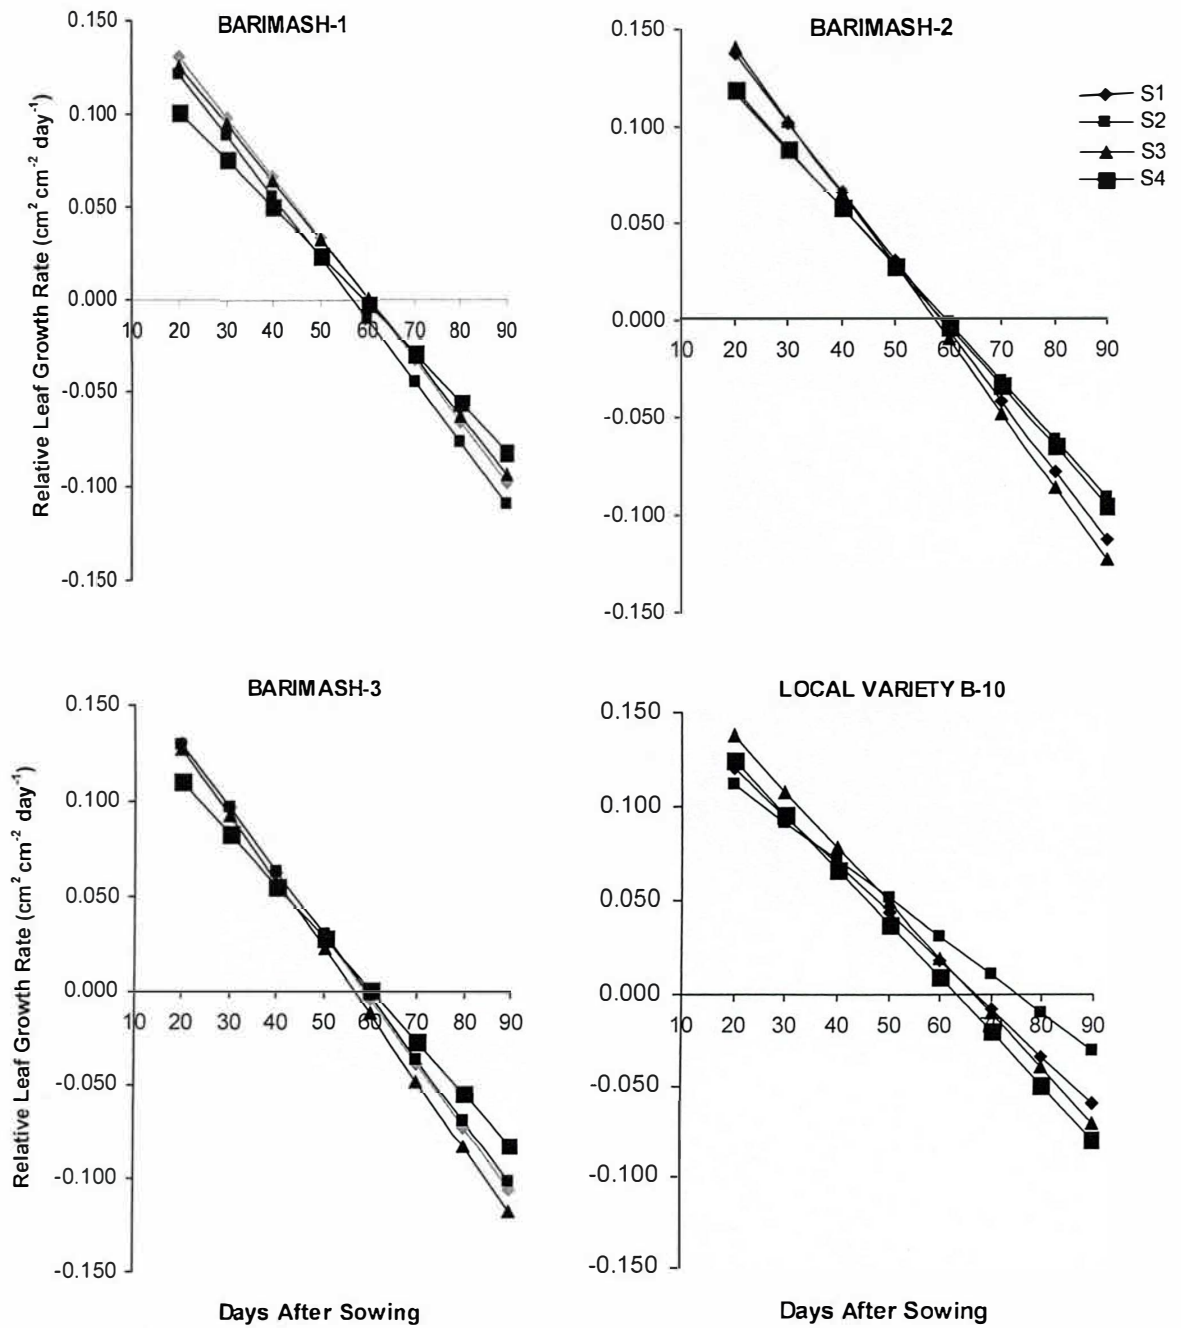 BARIMASH-1
0.150
0.100
0.050
0.000
-0.050
-0.100
-0.150
10 20 30 40 50 60 70 80 90
Relative Leaf Growth Rate (cm² cm⁻² day⁻¹)
BARIMASH-2
0.150
0.100
0.050
0.000
-0.050
-0.100
-0.150
10 20 30 40 50 60 70 80 90
S1
S2
S3
S4
BARIMASH-3
0.150
0.100
0.050
0.000
-0.050
-0.100
-0.150
10 20 30 40 50 60 70 80 90
Relative Leaf Growth Rate (cm² cm⁻² day⁻¹)
Days After Sowing
LOCAL VARIETY B-10
0.150
0.100
0.050
0.000
-0.050
-0.100
-0.150
10 20 30 40 50 60 70 80 90
Days After Sowing